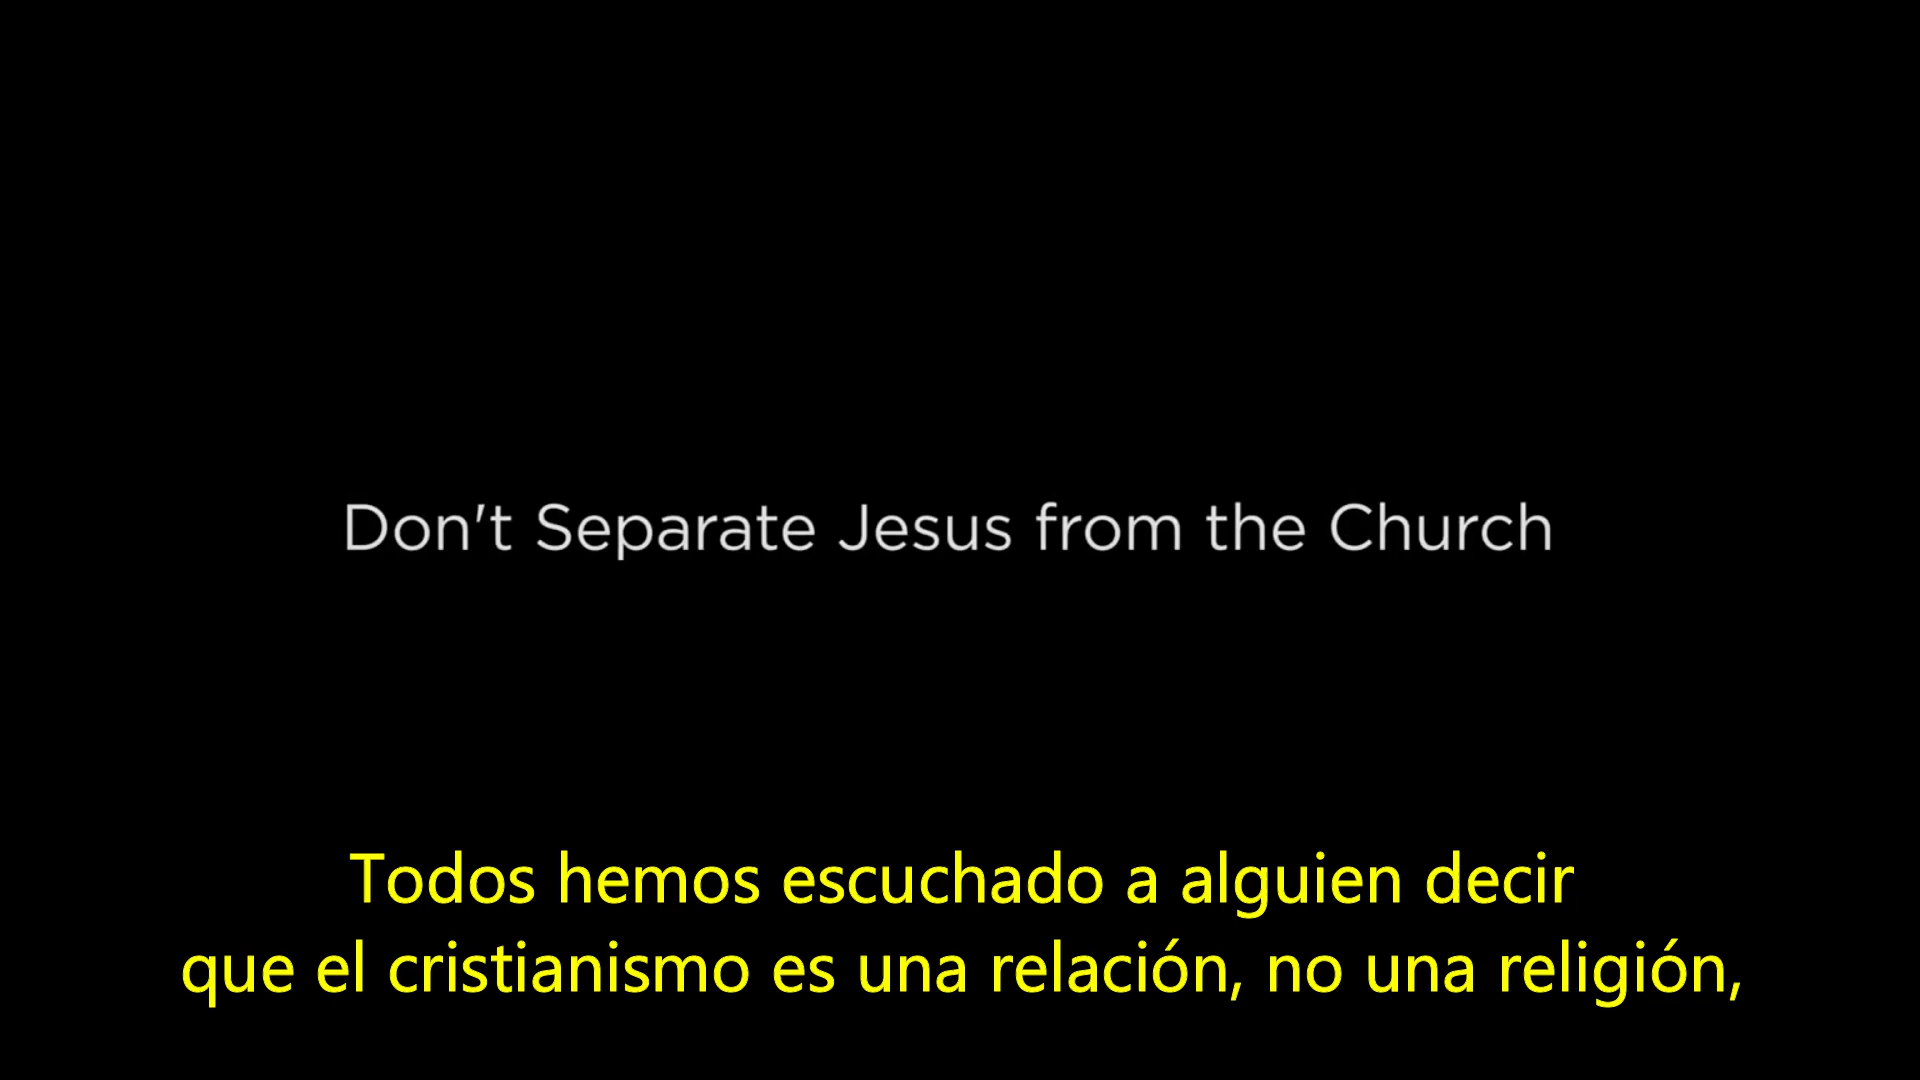 Don't Separate Jesus from the Church
Todos hemos escuchado a alguien decir
que el cristianismo es una relación, no una religión,